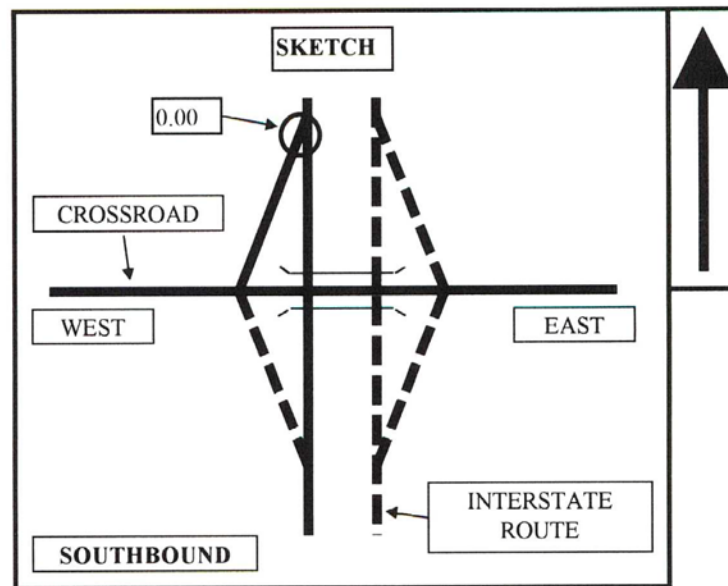 SKETCH
0.00
CROSSROAD
WEST
EAST
INTERSTATE
ROUTE
SOUTHBOUND